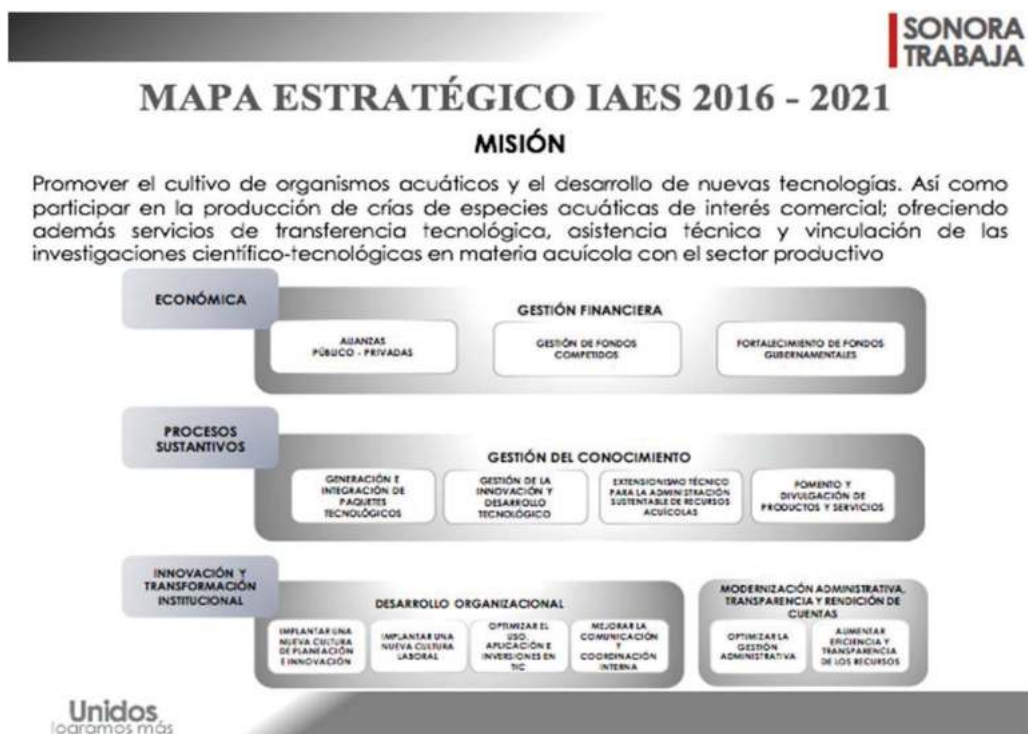 SONORA
TRABAJA
MAPA ESTRATÉGICO IAES 2016 - 2021
MISIÓN
Promover el cultivo de organismos acuáticos y el desarrollo de nuevas tecnologías. Así como
participar en la producción de crías de especies acuáticas de interés comercial; ofreciendo
además servicios de transferencia tecnológica, asistencia técnica y vinculación de las
investigaciones científico-tecnológicas en materia acuícola con el sector productivo
ECONÓMICA
GESTIÓN FINANCIERA
ALIANZAS
PÚBLICO - PRIVADAS
GESTIÓN DE FONDOS
COMPETIDOS
FORTALECIMIENTO DE FONDOS
GUBERNAMENTALES
PROCESOS
SUSTANTIVOS
GESTIÓN DEL CONOCIMIENTO
GENERACIÓN E
INTEGRACIÓN DE
PAQUETES
TECNOLÓGICOS
GESTIÓN DE LA
INNOVACIÓN Y
DESARROLLO
TECNOLÓGICO
EXTENSIONISMO TÉCNICO
PARA LA ADMINISTRACIÓN
SUSTENTABLE DE RECURSOS
ACUÍCOLAS
FOMENTO Y
DIVULGACIÓN DE
PRODUCTOS Y SERVICIOS
INNOVACIÓN Y
TRANSFORMACIÓN
INSTITUCIONAL
DESARROLLO ORGANIZACIONAL
IMPLANTAR UNA
NUEVA CULTURA
DE PLANEACIÓN
E INNOVACIÓN
IMPLANTAR UNA
NUEVA CULTURA
LABORAL
OPTIMIZAR EL
USO,
APLICACIÓN E
INVERSIONES EN
TIC
MEJORAR LA
COMUNICACIÓN
Y
COORDINACIÓN
INTERNA
MODERNIZACIÓN ADMINISTRATIVA,
TRANSPARENCIA Y RENDICIÓN DE
CUENTAS
OPTIMIZAR LA
GESTIÓN
ADMINISTRATIVA
AUMENTAR
EFICIENCIA Y
TRANSPARENCIA
DE LOS RECURSOS
Unidos
logramos más